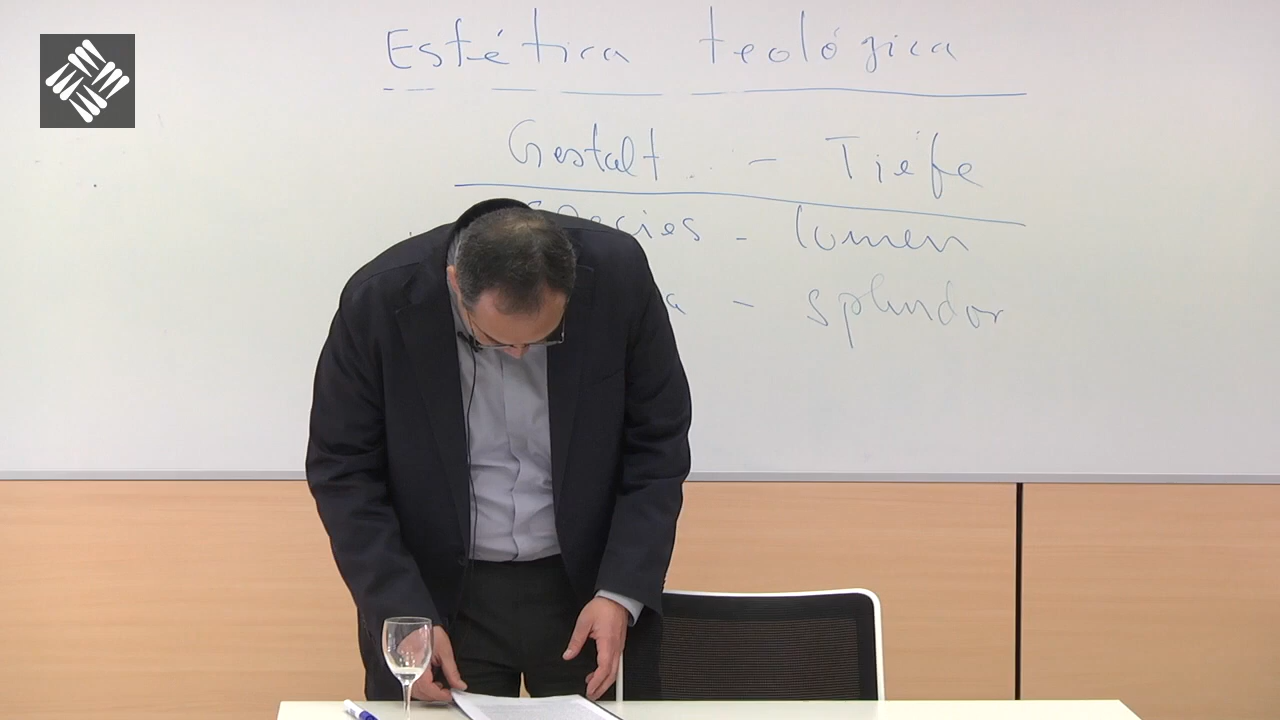 Estética teológica
Gestalt - Tiefe
species - lumen
- splendor